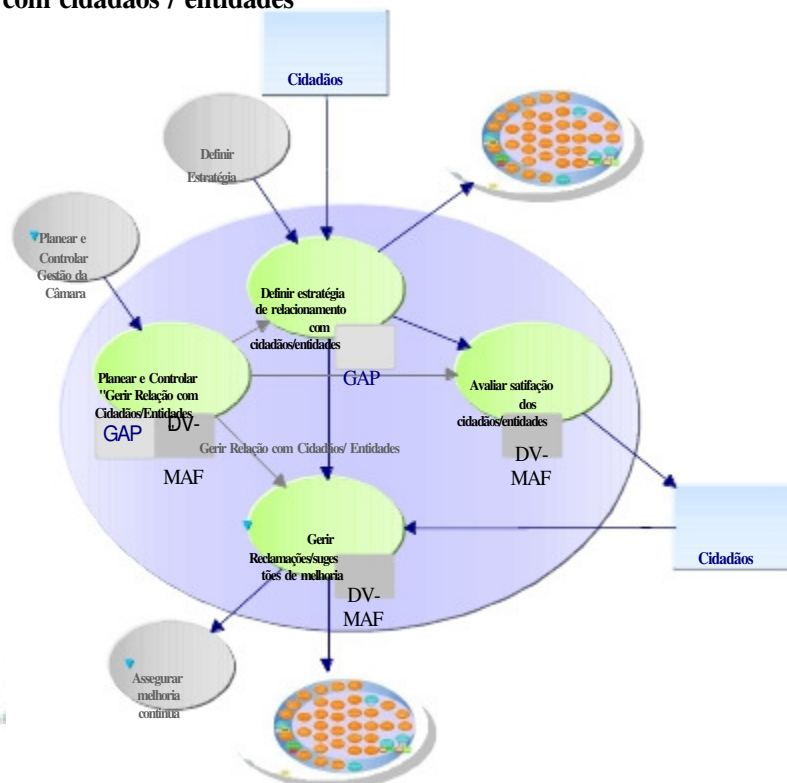 com cidadãos / entidades
Cidadãos
Definir
Estratégia
Planear e
Controlar
Gestão da
Câmara
Definir estratégia
de relacionamento
com
cidadãos/entidades
GAP
Planear e Controlar
"Gerir Relação com
Cidadãos/Entidades
GAP
DV-
MAF
Avaliar satifação
dos
cidadãos/entidades
DV-
MAF
Gerir Relação com Cidadãos/ Entidades
Gerir
Reclamações/suges
tões de melhoria
DV-
MAF
Cidadãos
Assegurar
melhoria
continua